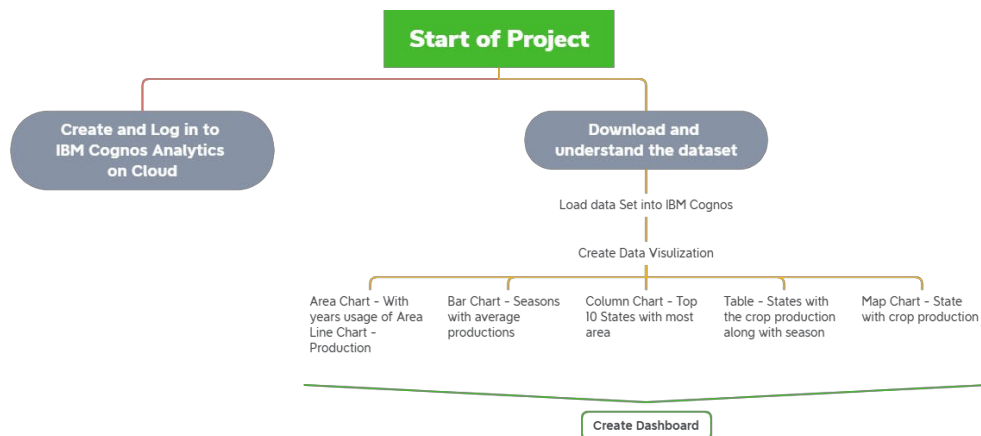 Start of Project
Create and Log in to
IBM Cognos Analytics
on Cloud
Download and
understand the dataset
Load data Set into IBM Cognos
Create Data Visulization
Area Chart - With
years usage of Area
Line Chart -
Production
Bar Chart - Seasons
with average
productions
Column Chart - Top
10 States with most
area
Table - States with
the crop production
along with season
Map Chart - State
with crop production
Create Dashboard